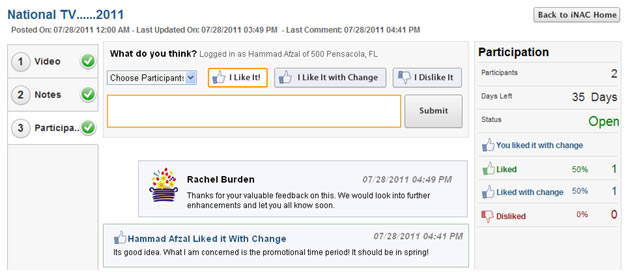 National TV......2011
Back to iNAC Home
Posted On: 07/28/2011 12:00 AM - Last Updated On: 07/28/2011 03:49 PM - Last Comment: 07/28/2011 04:41 PM
1 Video
2 Notes
3 Participa...
What do you think? Logged in as Hammad Afzal of 500 Pensacola, FL
Choose Participant
I Like It!
I Like It with Change
I Dislike It
Submit
Rachel Burden 07/28/2011 04:49 PM
Thanks for your valuable feedback on this. We would look into further
enhancements and let you all know soon.
Hammad Afzal Liked it With Change 07/28/2011 04:41 PM
Its good idea. What I am concerned is the promotional time period! It should be in spring!
Participation
Participants 2
Days Left 35 Days
Status Open
You liked it with change
Liked 50% 1
Liked with change 50% 1
Disliked 0% 0